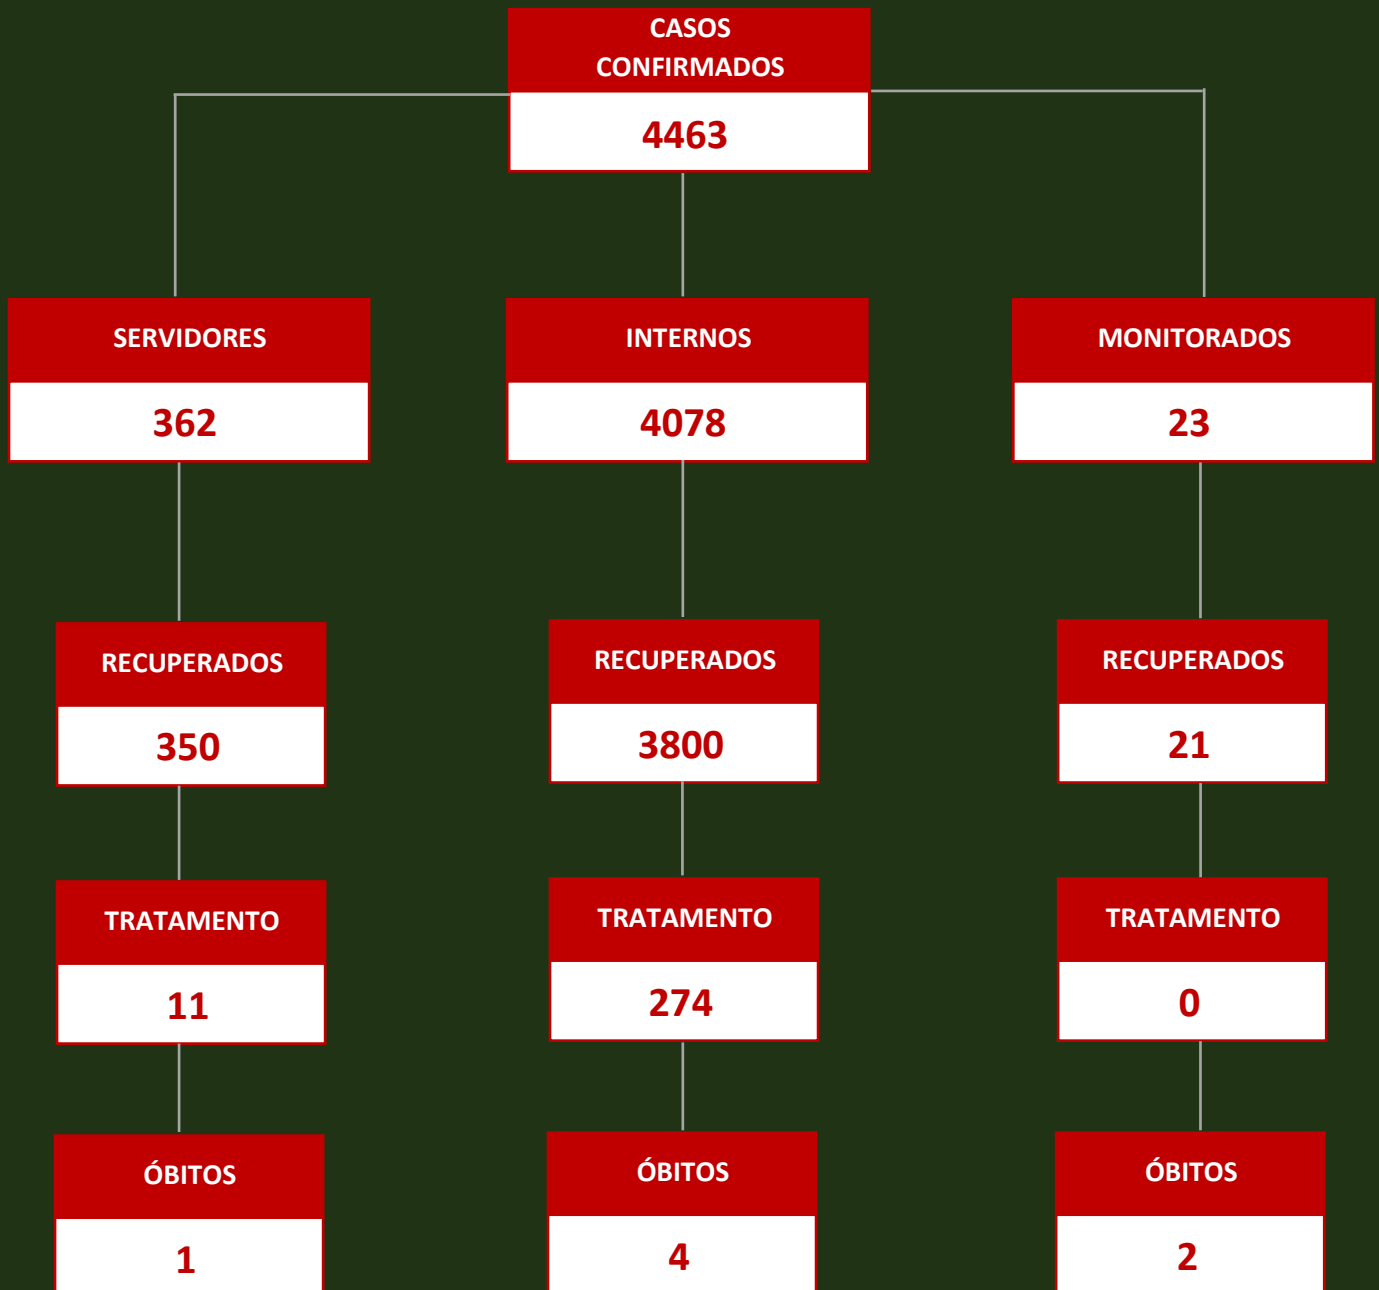 CASOS
CONFIRMADOS
4463
SERVIDORES
362
INTERNOS
4078
MONITORADOS
23
RECUPERADOS
350
RECUPERADOS
3800
RECUPERADOS
21
TRATAMENTO
11
TRATAMENTO
274
TRATAMENTO
0
ÓBITOS
1
ÓBITOS
4
ÓBITOS
2